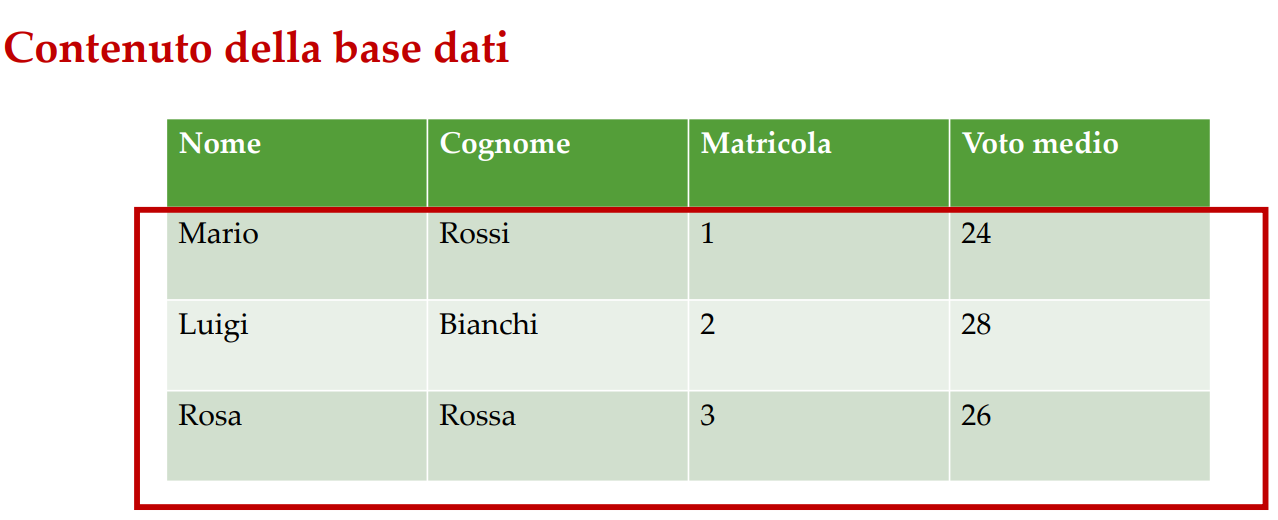 Contenuto della base dati
Nome Cognome Matricola Voto medio
Mario Rossi 1 24
Luigi Bianchi 2 28
Rosa Rossa 3 26